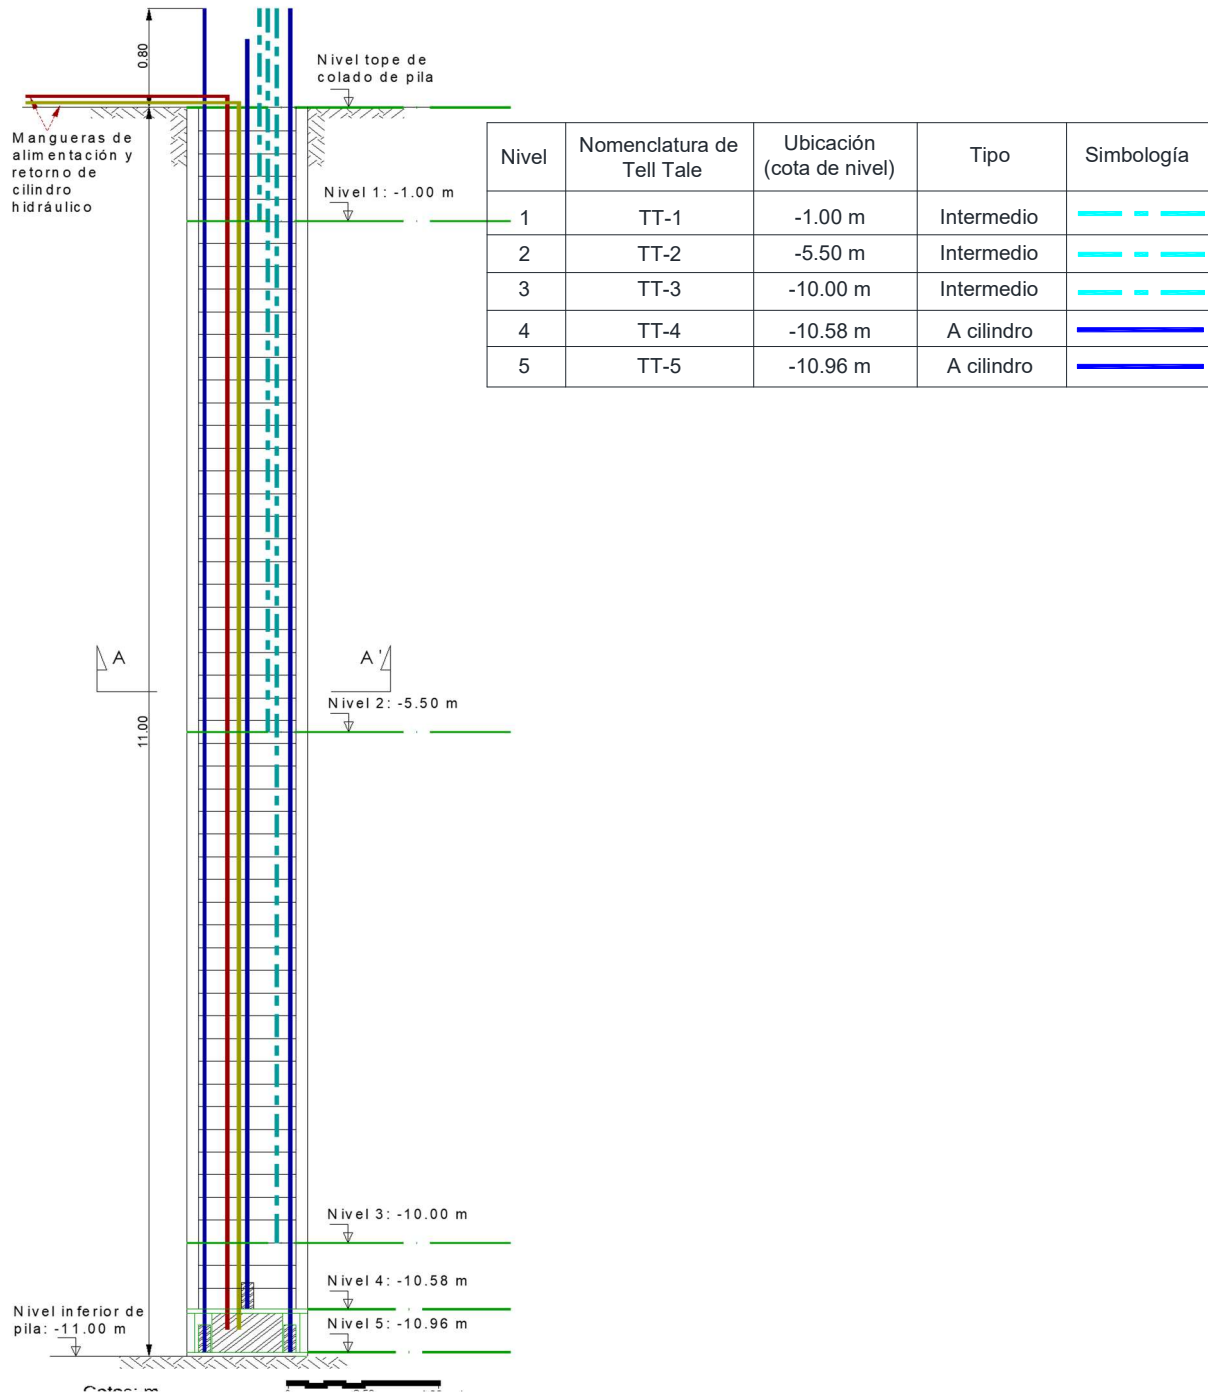 0.80
Nivel tope de
colado de pila
Mangueras de
alimentación y
retorno de
cilindro
hidráulico
Nivel 1: -1.00 m
Nivel Nomenclatura de Tell Tale Ubicación (cota de nivel) Tipo Simbología
1 TT-1 -1.00 m Intermedio
2 TT-2 -5.50 m Intermedio
3 TT-3 -10.00 m Intermedio
4 TT-4 -10.58 m A cilindro
5 TT-5 -10.96 m A cilindro
A A'
Nivel 2: -5.50 m
11.00
Nivel 3: -10.00 m
Nivel 4: -10.58 m
Nivel inferior de
pila: -11.00 m
Nivel 5: -10.96 m
Cotas: m